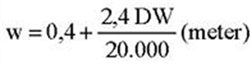 w = 0,4 + 2,4 DW / 20.000 (meter)